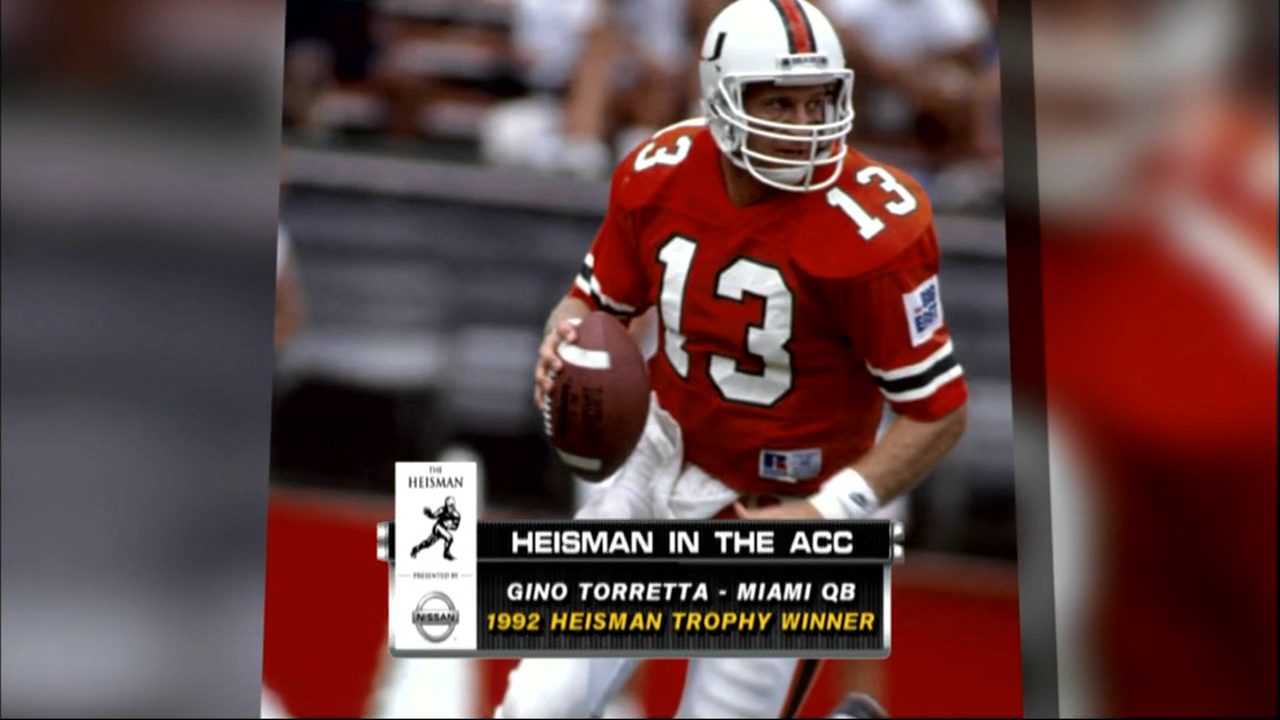 MIAMI
13
13
13
THE
HEISMAN
PRESENTED BY
NISSAN
HEISMAN IN THE ACC
GINO TORRETTA - MIAMI QB
1992 HEISMAN TROPHY WINNER